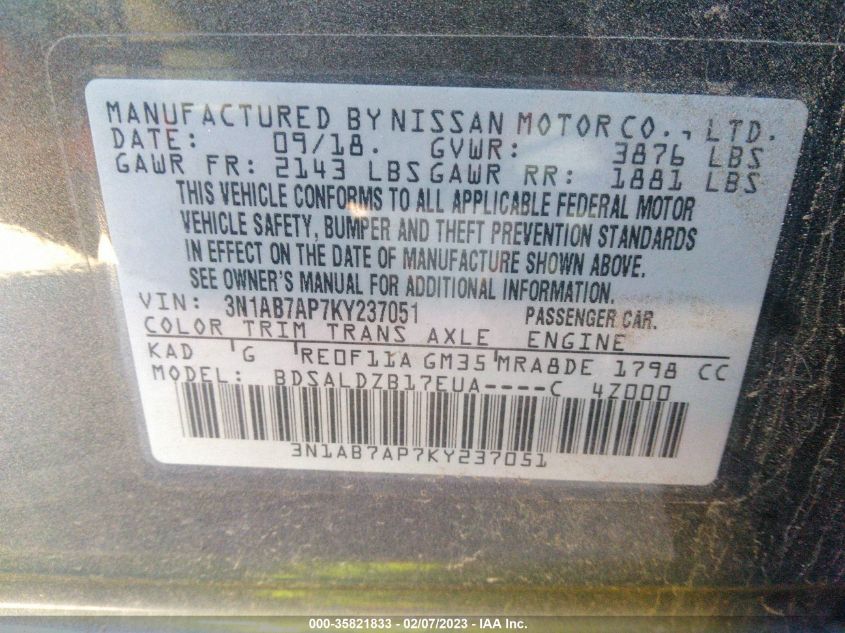 MANUFACTURED BY NISSAN MOTOR CO., LTD.
DATE: 09/18. GVWR: 3876 LBS
GAWR FR: 2143 LBS GAWR RR: 1881 LBS
THIS VEHICLE CONFORMS TO ALL APPLICABLE FEDERAL MOTOR
VEHICLE SAFETY, BUMPER AND THEFT PREVENTION STANDARDS
IN EFFECT ON THE DATE OF MANUFACTURE SHOWN ABOVE.
SEE OWNER'S MANUAL FOR ADDITIONAL INFORMATION.
VIN: 3N1AB7AP7KY237051 PASSENGER CAR.
COLOR TRIM TRANS AXLE ENGINE
KAD G RE0F11A GM35 MRA8DE 1798 CC
MODEL: BDSALDZB17EUA----C 4Z000
3N1AB7AP7KY237051
000-35821833 - 02/07/2023 - IAA Inc.